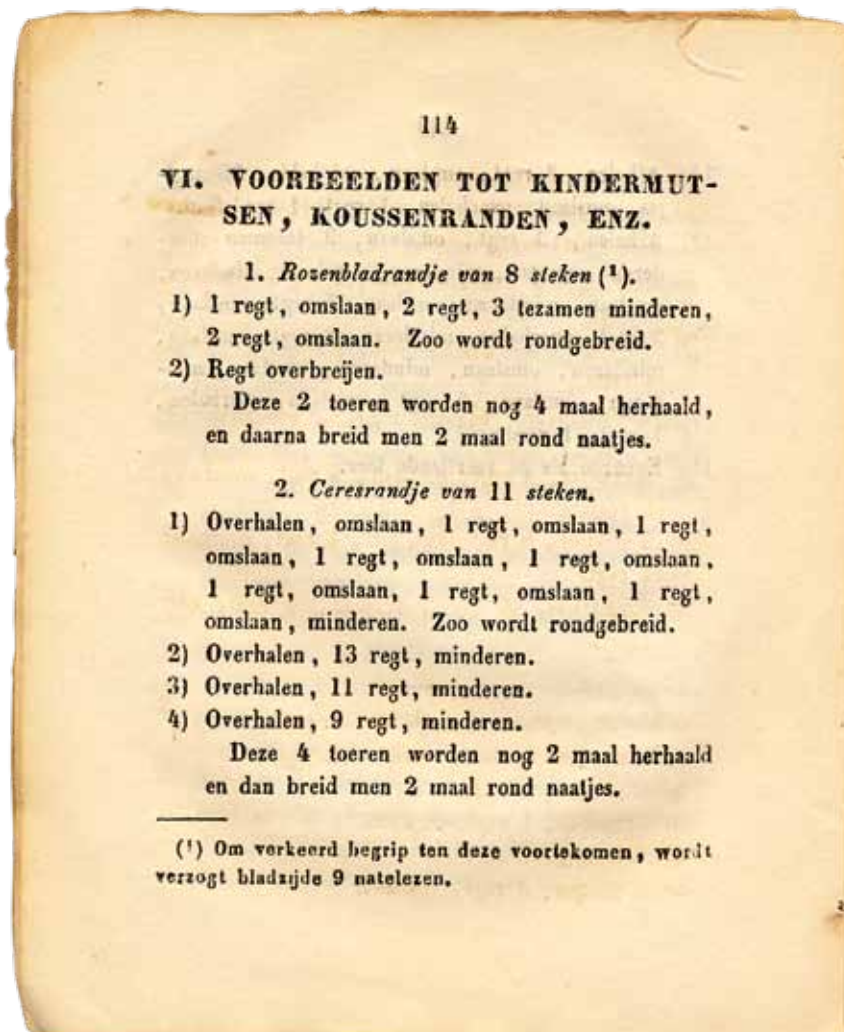 114
VI. VOORBEELDEN TOT KINDERMUT-
SEN, KOUSSENRANDEN, ENZ.
1. Rozenbladrandje van 8 steken (¹).
1) 1 regt, omslaan, 2 regt, 3 tezamen minderen,
2 regt, omslaan. Zoo wordt rondgebreid.
2) Regt overbreijen.
Deze 2 toeren worden nog 4 maal herhaald,
en daarna breid men 2 maal rond naatjes.
2. Ceresrandje van 11 steken.
1) Overhalen, omslaan, 1 regt, omslaan, 1 regt,
omslaan, 1 regt, omslaan, 1 regt, omslaan,
1 regt, omslaan, 1 regt, omslaan, 1 regt,
omslaan, minderen. Zoo wordt rondgebreid.
2) Overhalen, 13 regt, minderen.
3) Overhalen, 11 regt, minderen.
4) Overhalen, 9 regt, minderen.
Deze 4 toeren worden nog 2 maal herhaald
en dan breid men 2 maal rond naatjes.
(¹) Om verkeerd begrip ten deze voortekomen, wordt
verzogt bladzijde 9 natelezen.